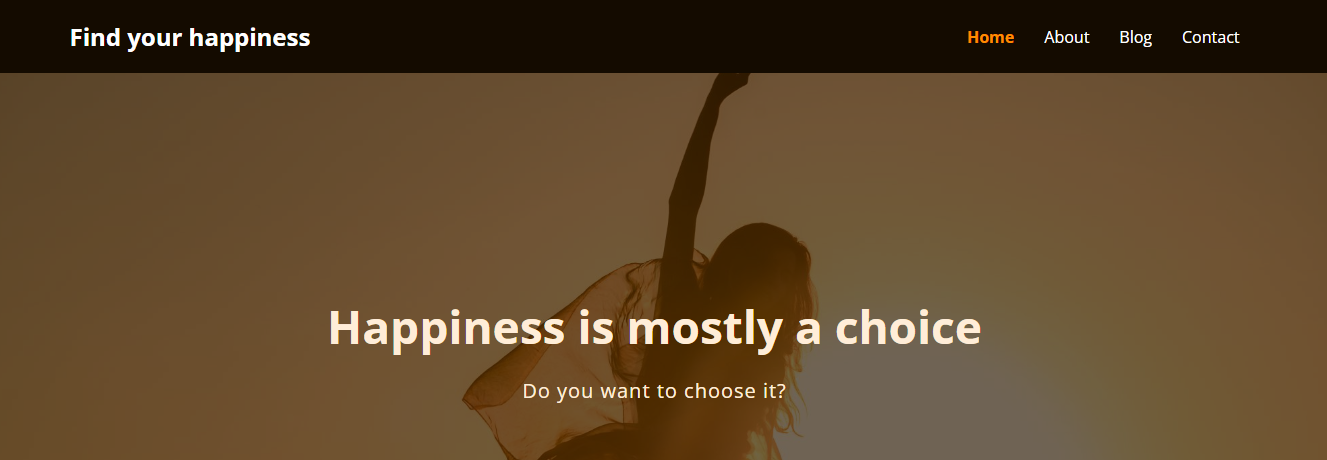 Find your happiness
Home About Blog Contact
Happiness is mostly a choice
Do you want to choose it?